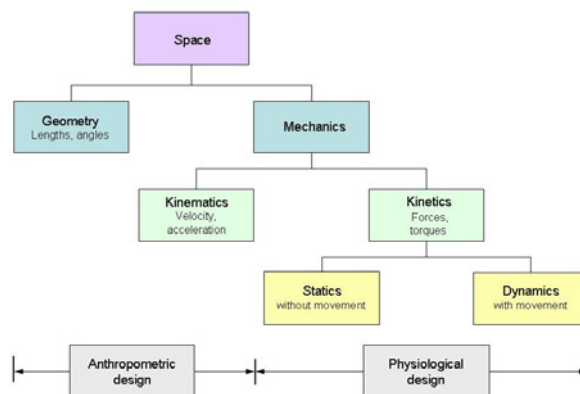 Space
Geometry
Lengths, angles
Mechanics
Kinematics
Velocity,
acceleration
Kinetics
Forces,
torques
Statics
without movement
Dynamics
with movement
Anthropometric
design
Physiological
design